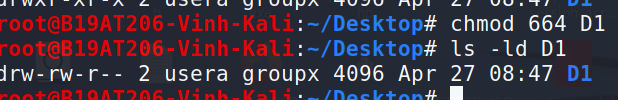 drwxr-xr-x 2 usera groupx 4096 Apr 27 08:47 D1
root@B19AT206-Vinh-Kali:~/Desktop# chmod 664 D1
root@B19AT206-Vinh-Kali:~/Desktop# ls -ld D1
drw-rw-r-- 2 usera groupx 4096 Apr 27 08:47 D1
root@B19AT206-Vinh-Kali:~/Desktop#